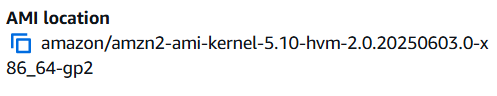 AMI location
amazon/amzn2-ami-kernel-5.10-hvm-2.0.20250603.0-x
86_64-gp2